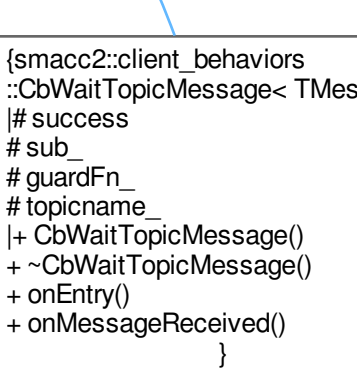 {smacc2::client_behaviors
::CbWaitTopicMessage< TMes
|# success
# sub_
# guardFn_
# topicname_
|+ CbWaitTopicMessage()
+ ~CbWaitTopicMessage()
+ onEntry()
+ onMessageReceived()
}